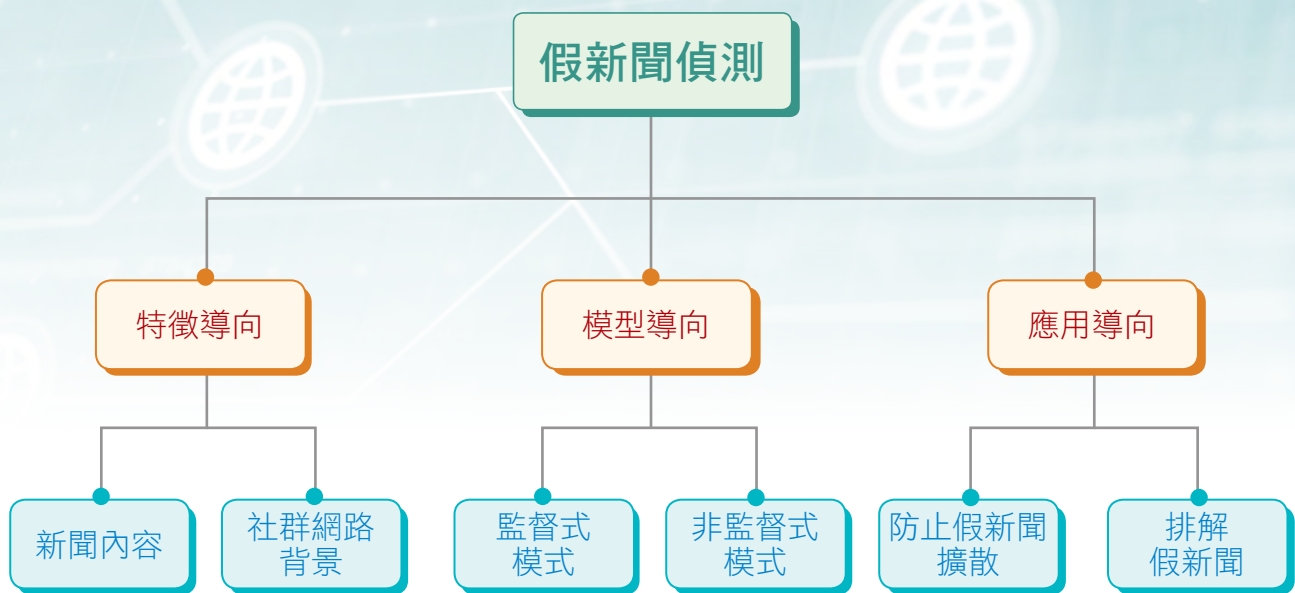 假新聞偵測
特徵導向
模型導向
應用導向
新聞內容
社群網路
背景
監督式
模式
非監督式
模式
防止假新聞
擴散
排解
假新聞